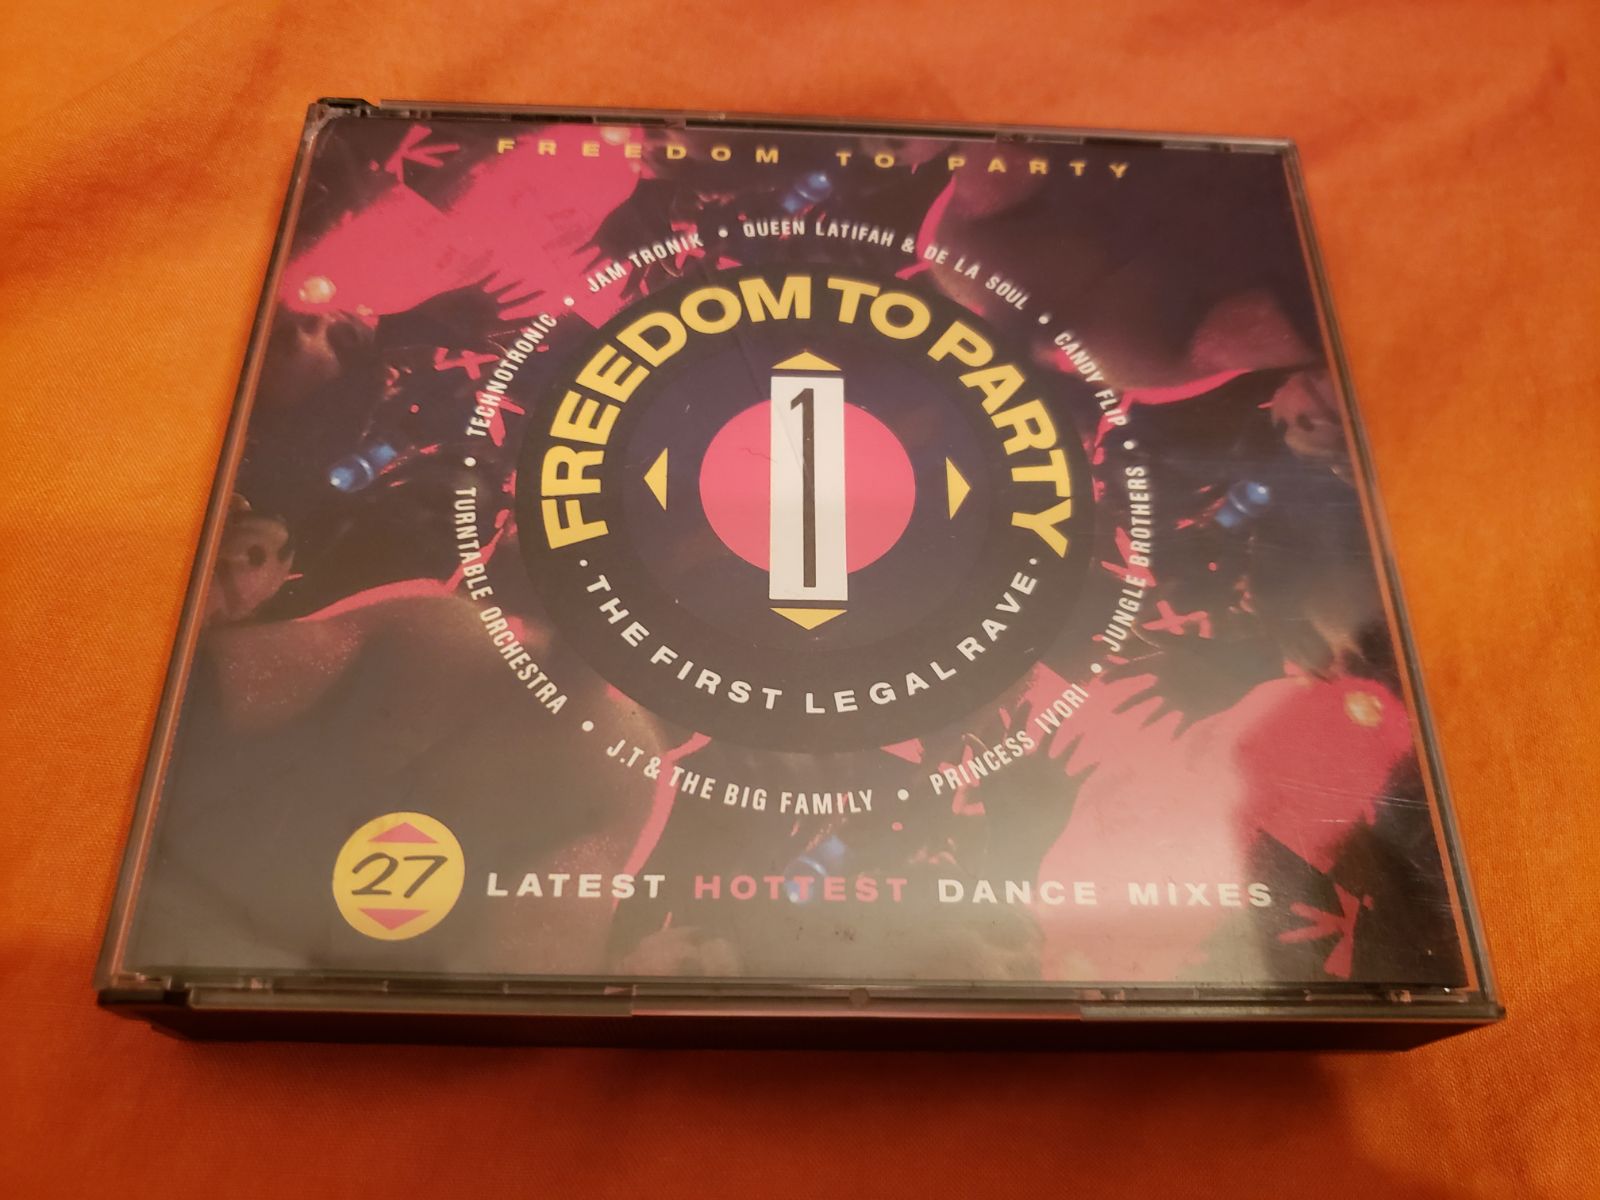 FREEDOM TO PARTY
TECHNOTRONIC • JAM TRONIK • QUEEN LATIFAH & DE LA SOUL • CANDY FLIP • JUNGLE BROTHERS • PRINCESS IVORI • J.T & THE BIG FAMILY • TURNTABLE ORCHESTRA •
FREEDOM TO PARTY
1
· THE FIRST LEGAL RAVE ·
27 LATEST HOTTEST DANCE MIXES